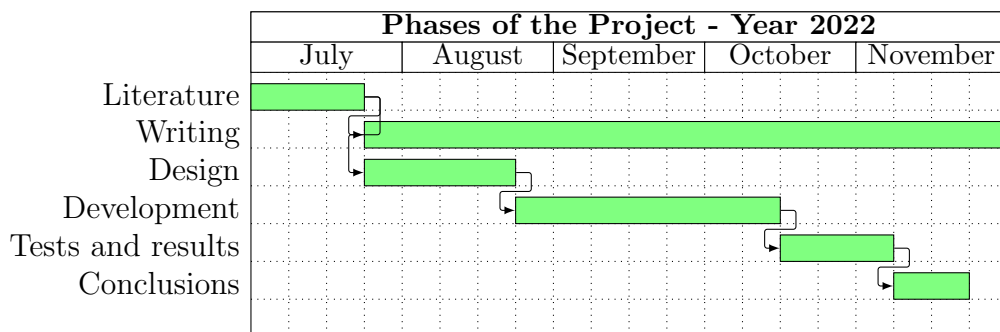 Phases of the Project - Year 2022
July August September October November
Literature
Writing
Design
Development
Tests and results
Conclusions